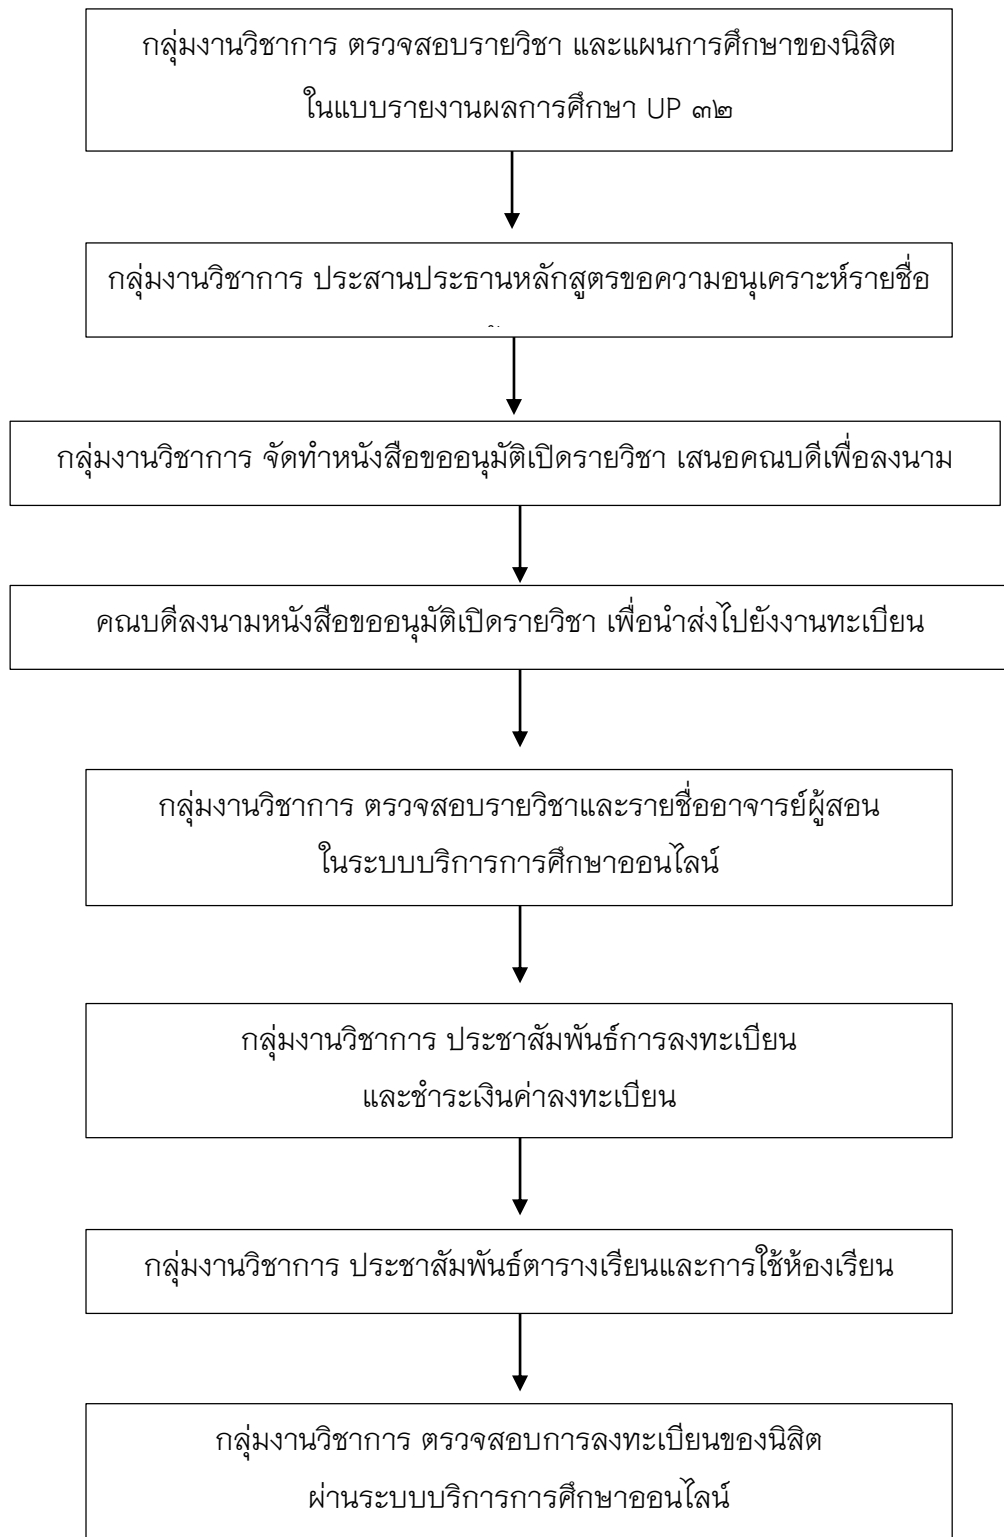 กลุ่มงานวิชาการ ตรวจสอบรายวิชา และแผนการศึกษาของนิสิต
ในแบบรายงานผลการศึกษา UP ๓๒
กลุ่มงานวิชาการ ประสานประธานหลักสูตรขอความอนุเคราะห์รายชื่อ
กลุ่มงานวิชาการ จัดทำหนังสือขออนุมัติเปิดรายวิชา เสนอคณบดีเพื่อลงนาม
คณบดีลงนามหนังสือขออนุมัติเปิดรายวิชา เพื่อนำส่งไปยังงานทะเบียน
กลุ่มงานวิชาการ ตรวจสอบรายวิชาและรายชื่ออาจารย์ผู้สอน
ในระบบบริการการศึกษาออนไลน์
กลุ่มงานวิชาการ ประชาสัมพันธ์การลงทะเบียน
และชำระเงินค่าลงทะเบียน
กลุ่มงานวิชาการ ประชาสัมพันธ์ตารางเรียนและการใช้ห้องเรียน
กลุ่มงานวิชาการ ตรวจสอบการลงทะเบียนของนิสิต
ผ่านระบบบริการการศึกษาออนไลน์